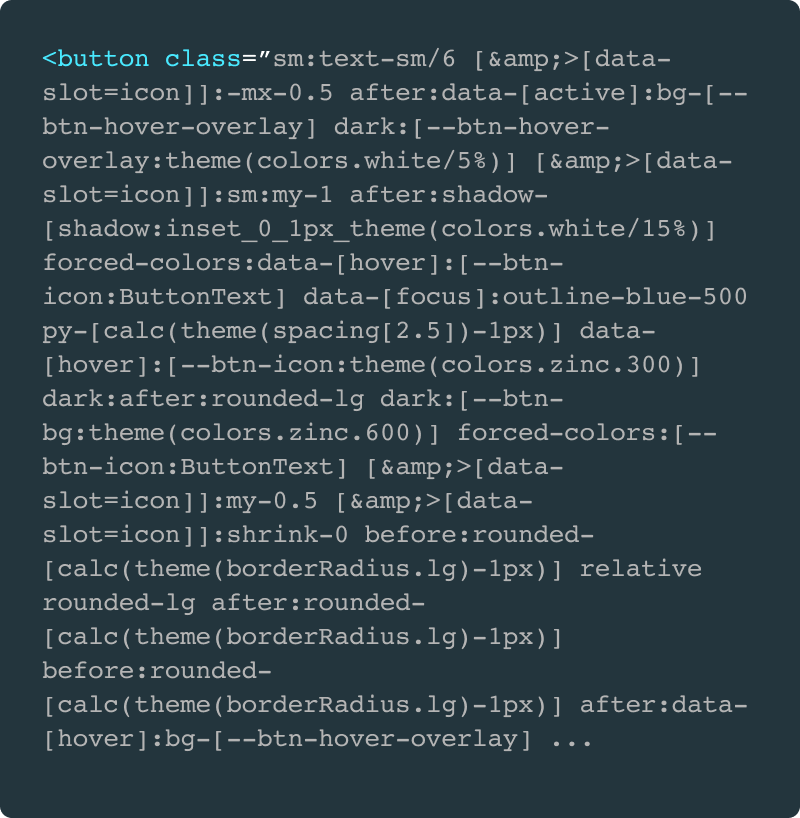 <button class=”sm:text-sm/6 [&amp;>[data-
slot=icon]]:-mx-0.5 after:data-[active]:bg-[--
btn-hover-overlay] dark:[--btn-hover-
overlay:theme(colors.white/5%)] [&amp;>[data-
slot=icon]]:sm:my-1 after:shadow-
[shadow:inset_0_1px_theme(colors.white/15%)]
forced-colors:data-[hover]:[--btn-
icon:ButtonText] data-[focus]:outline-blue-500
py-[calc(theme(spacing[2.5])-1px)] data-
[hover]:[--btn-icon:theme(colors.zinc.300)]
dark:after:rounded-lg dark:[--btn-
bg:theme(colors.zinc.600)] forced-colors:[--
btn-icon:ButtonText] [&amp;>[data-
slot=icon]]:my-0.5 [&amp;>[data-
slot=icon]]:shrink-0 before:rounded-
[calc(theme(borderRadius.lg)-1px)] relative
rounded-lg after:rounded-
[calc(theme(borderRadius.lg)-1px)]
before:rounded-
[calc(theme(borderRadius.lg)-1px)] after:data-
[hover]:bg-[--btn-hover-overlay] ...